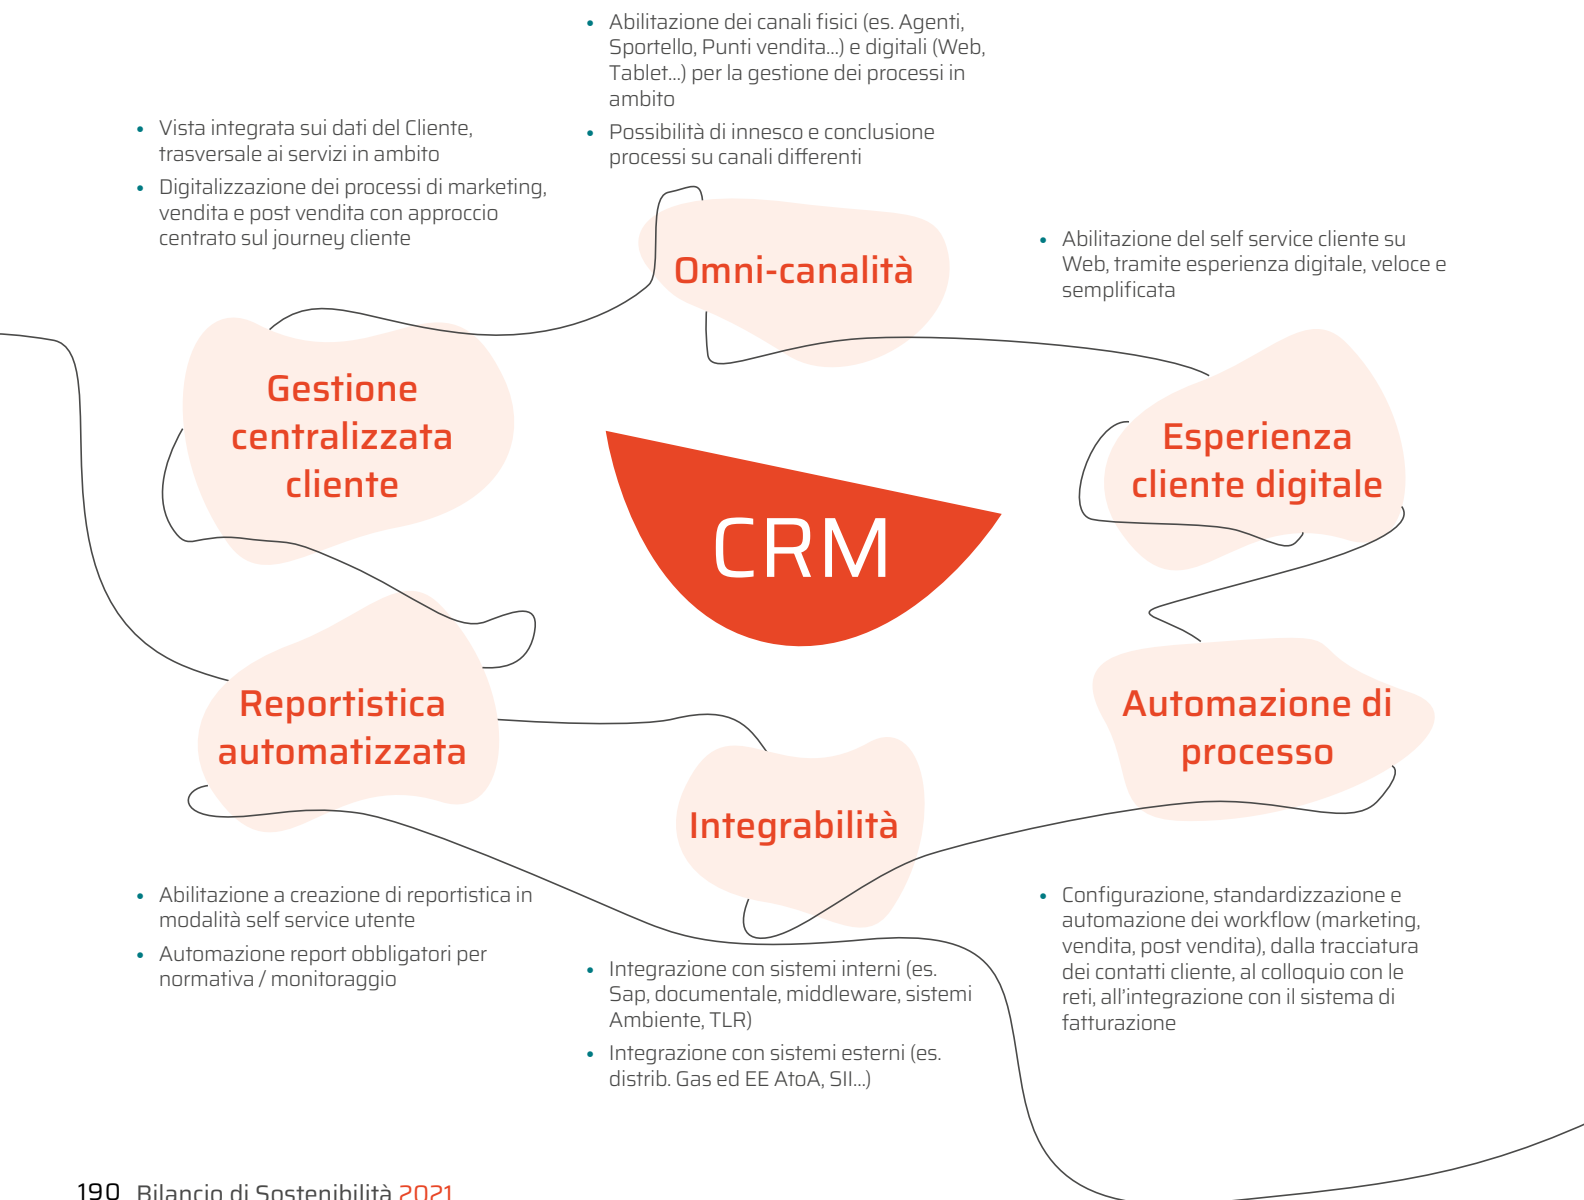 • Abilitazione dei canali fisici (es. Agenti,
Sportello, Punti vendita...) e digitali (Web,
Tablet...) per la gestione dei processi in
ambito
• Possibilità di innesco e conclusione
processi su canali differenti
• Vista integrata sui dati del Cliente,
trasversale ai servizi in ambito
• Digitalizzazione dei processi di marketing,
vendita e post vendita con approccio
centrato sul journey cliente
Omni-canalità
• Abilitazione del self service cliente su
Web, tramite esperienza digitale, veloce e
semplificata
Gestione
centralizzata
cliente
Esperienza
cliente digitale
CRM
Reportistica
automatizzata
Automazione di
processo
Integrabilità
• Abilitazione a creazione di reportistica in
modalità self service utente
• Automazione report obbligatori per
normativa / monitoraggio
• Integrazione con sistemi interni (es.
Sap, documentale, middleware, sistemi
Ambiente, TLR)
• Integrazione con sistemi esterni (es.
distrib. Gas ed EE AtoA, SII...)
• Configurazione, standardizzazione e
automazione dei workflow (marketing,
vendita, post vendita), dalla tracciatura
dei contatti cliente, al colloquio con le
reti, all'integrazione con il sistema di
fatturazione
190 Bilancio di Sostenibilità 2021